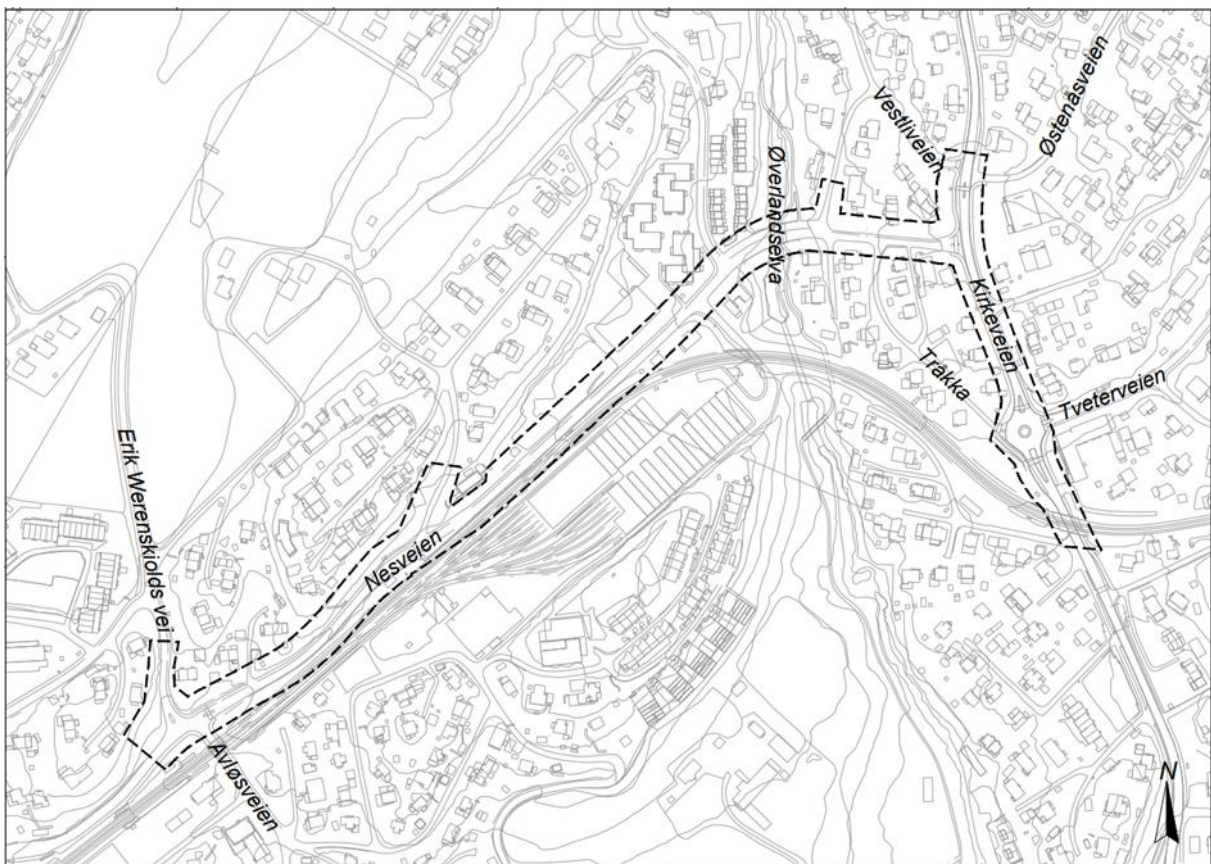 Østenåsveien
Vestliveien
Øverlandselva
Kirkeveien
Tråkka
Tveterveien
Erik Werenskiolds vei
Nesveien
Avløsveien
N